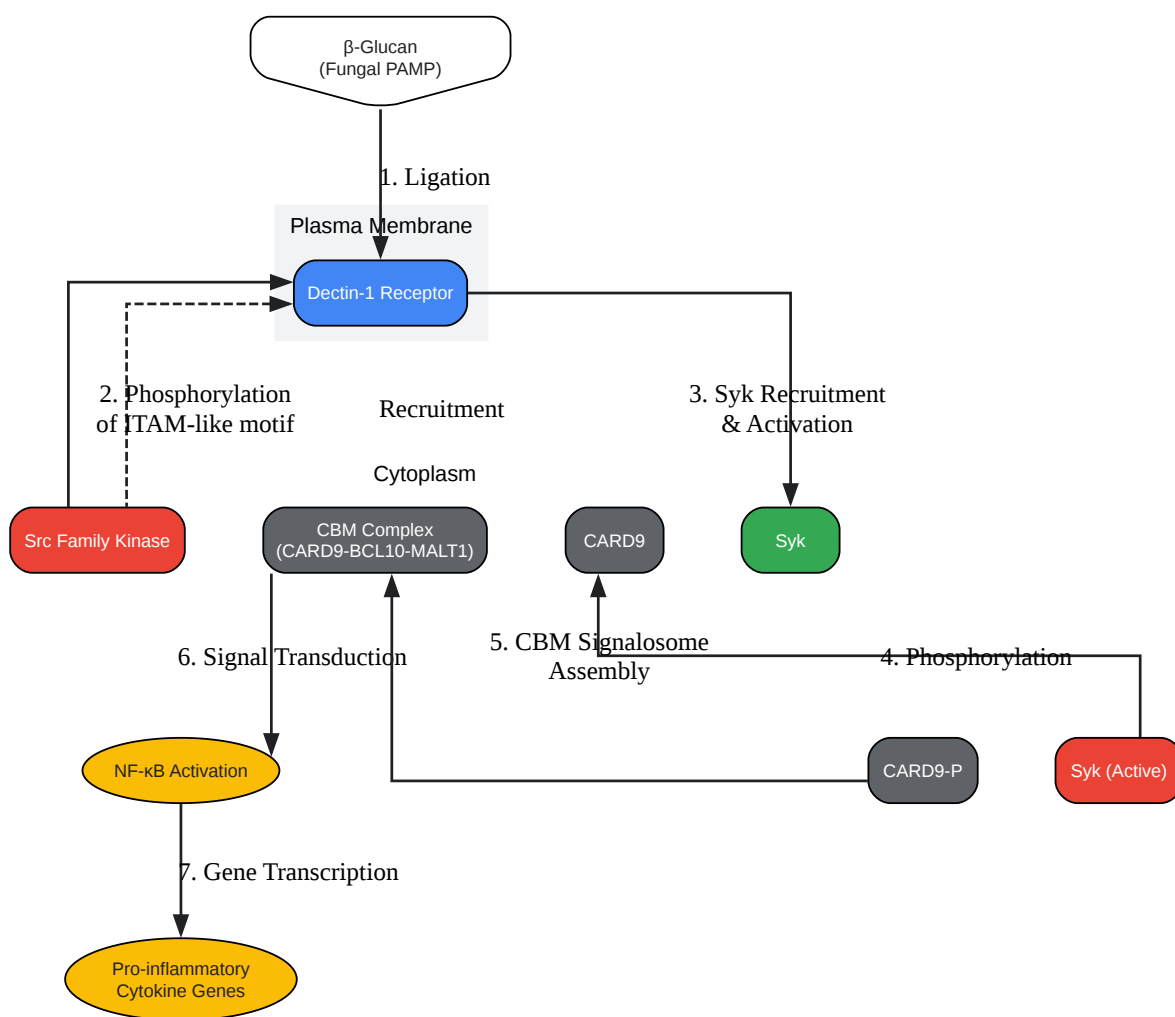 β-Glucan
(Fungal PAMP)
1. Ligation
Plasma Membrane
Dectin-1 Receptor
2. Phosphorylation
of ITAM-like motif
Recruitment
3. Syk Recruitment
& Activation
Cytoplasm
Src Family Kinase
CBM Complex
(CARD9-BCL10-MALT1)
CARD9
Syk
6. Signal Transduction
5. CBM Signalosome
Assembly
4. Phosphorylation
NF-κB Activation
CARD9-P
Syk (Active)
7. Gene Transcription
Pro-inflammatory
Cytokine Genes